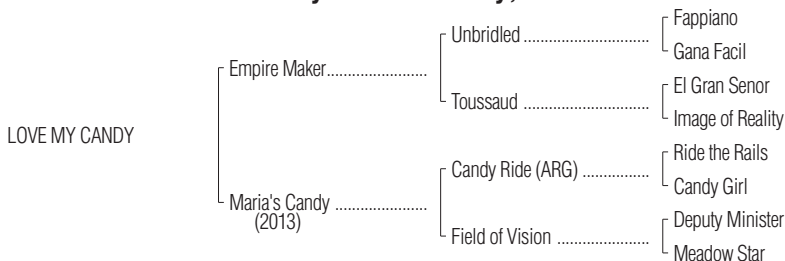 Fappiano
Unbridled ............................
Gana Facil
Empire Maker........................
El Gran Senor
Toussaud ............................
Image of Reality
LOVE MY CANDY
Ride the Rails
Candy Ride (ARG) ................
Candy Girl
Maria's Candy ......................
(2013)
Deputy Minister
Field of Vision ......................
Meadow Star